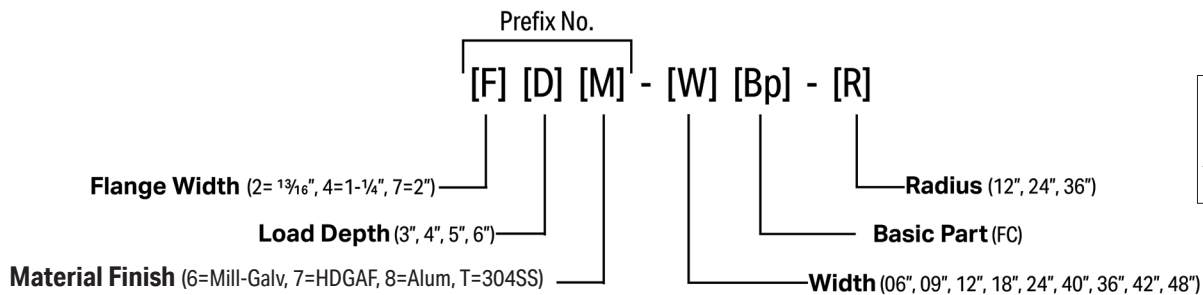 Prefix No.
[F] [D] [M] - [W] [Bp] - [R]
Flange Width (2= ¹³⁄₁₆", 4=1-¼", 7=2")
Radius (12", 24", 36")
Load Depth (3", 4", 5", 6")
Basic Part (FC)
Material Finish (6=Mill-Galv, 7=HDGAF, 8=Alum, T=304SS)
Width (06", 09", 12", 18", 24", 40", 36", 42", 48")